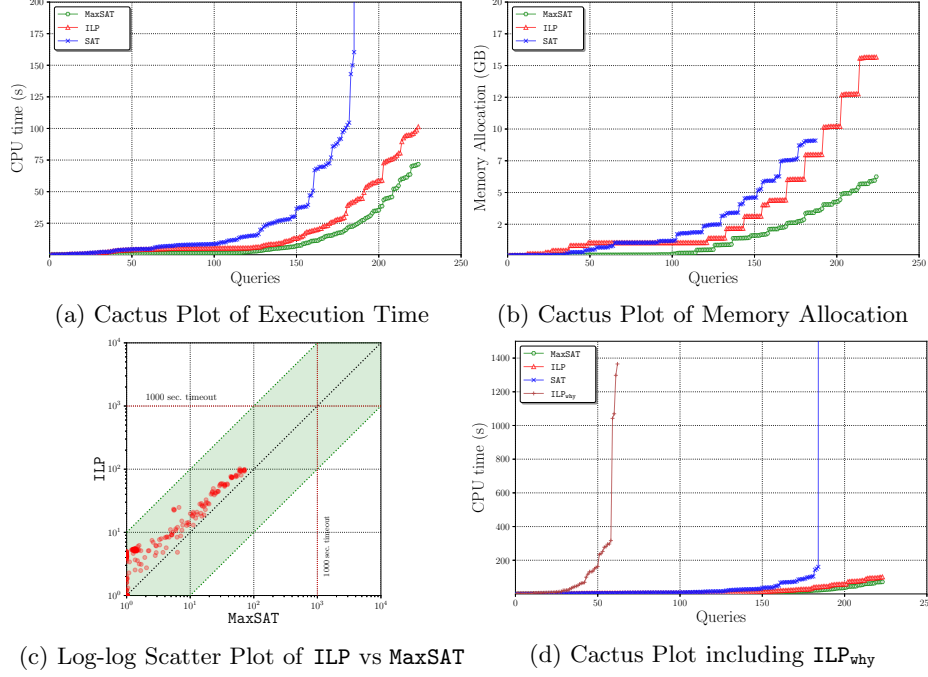 MaxSAT
ILP
SAT
CPU time (s)
200
175
150
125
100
75
50
25
0 50 100 150 200 250
Queries
(a) Cactus Plot of Execution Time
MaxSAT
ILP
SAT
Memory Allocation (GB)
17
15
12
10
7
5
2
0 50 100 150 200 250
Queries
(b) Cactus Plot of Memory Allocation
ILP
10^4
10^3
10^2
10^1
10^0
1000 sec. timeout
1000 sec. timeout
10^0 10^1 10^2 10^3 10^4
MaxSAT
(c) Log-log Scatter Plot of ILP vs MaxSAT
MaxSAT
ILP
SAT
ILPwhy
CPU time (s)
1400
1200
1000
800
600
400
200
0 50 100 150 200 250
Queries
(d) Cactus Plot including ILPwhy